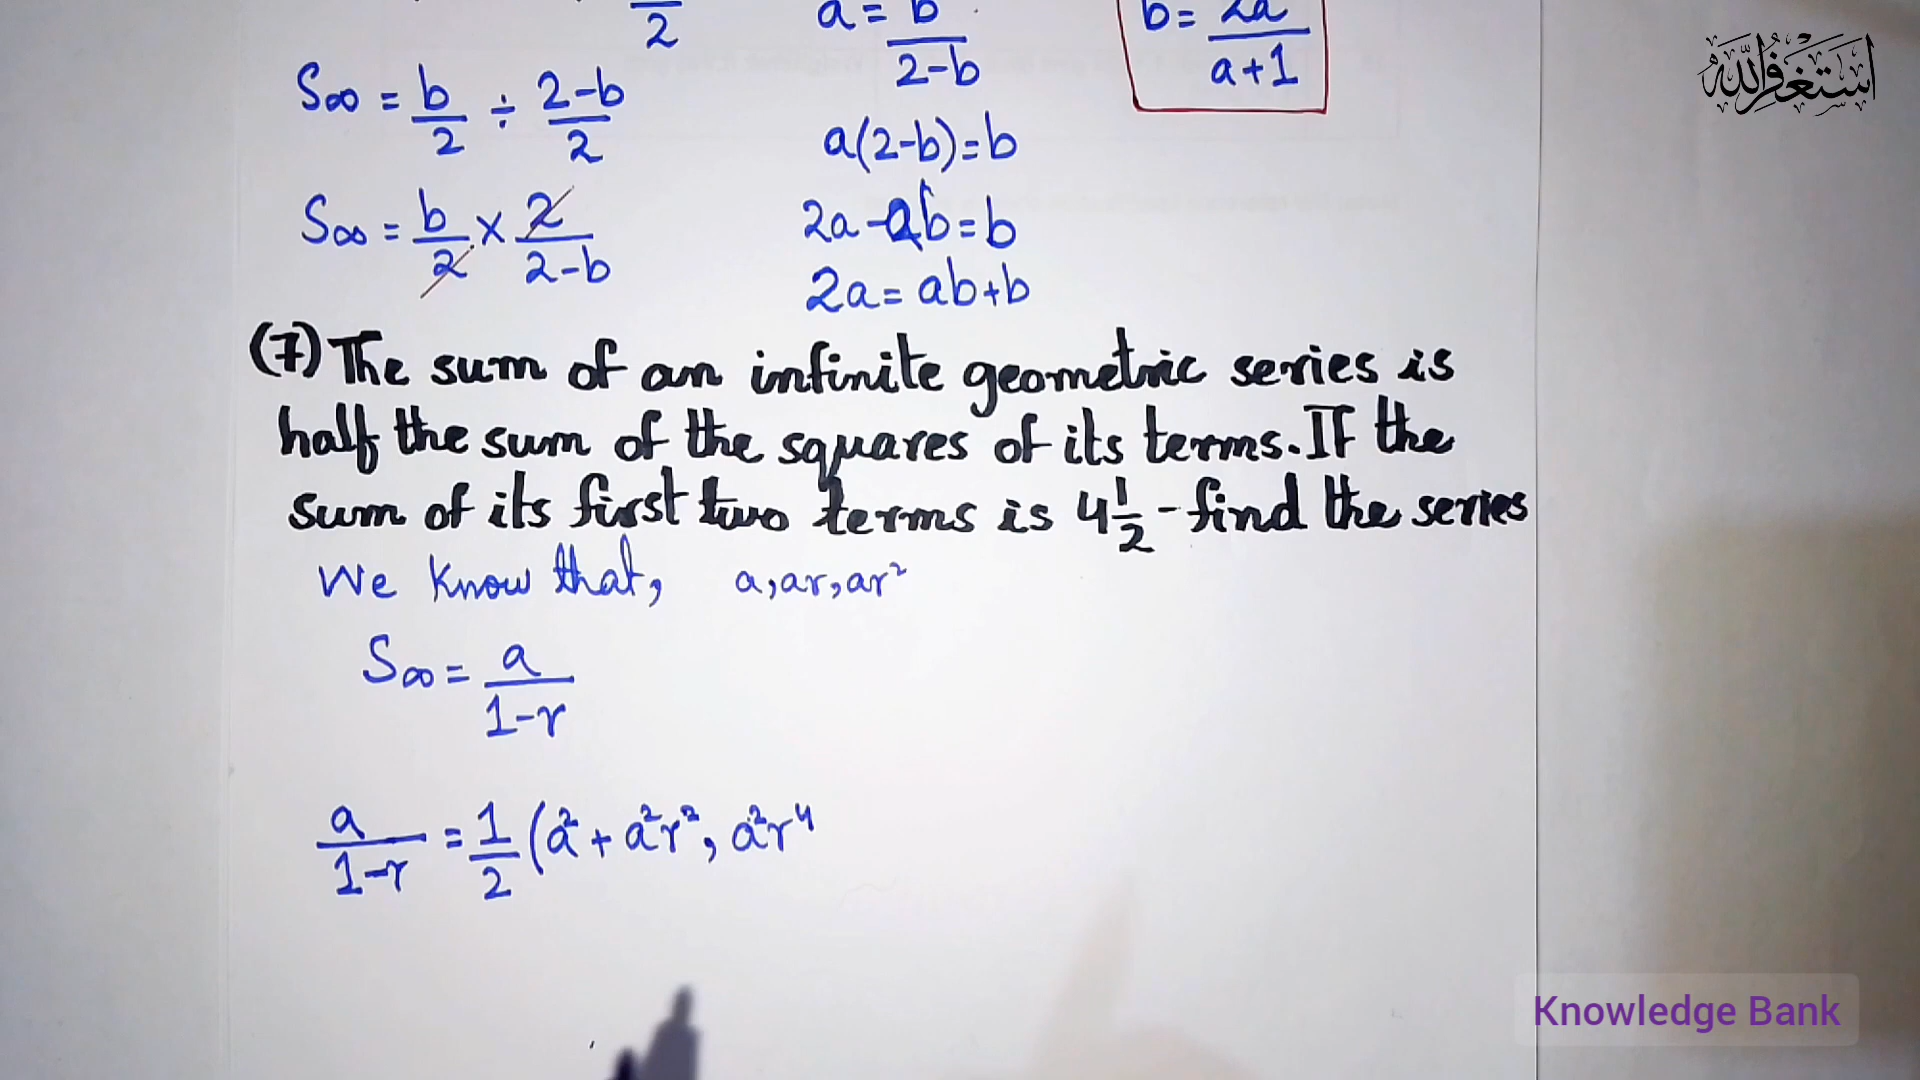 2 a = b b = 2a
2-b a+1
S∞ = b/2 ÷ 2-b/2
a(2-b)=b
S∞ = b/2 × 2/2-b
2a-ab=b
2a = ab+b
(7) The sum of an infinite geometric series is
half the sum of the squares of its terms. If the
sum of its first two terms is 4 1/2 - find the series
We know that, a,ar,ar²
S∞ = a/1-r
a/1-r = 1/2 (a² + a²r², a²r⁴
أستغفر الله
Knowledge Bank